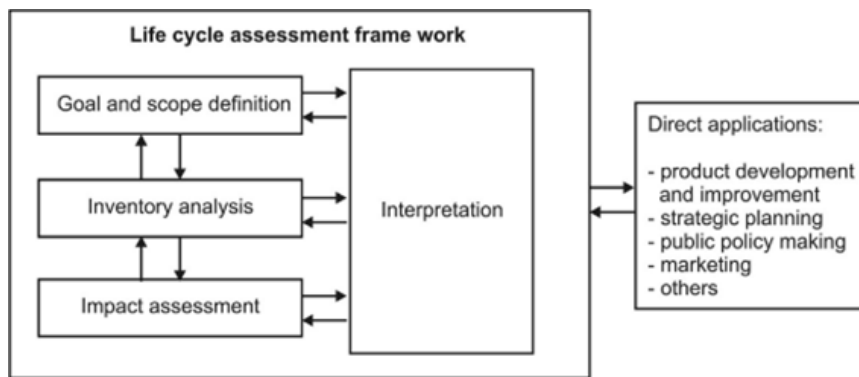 Life cycle assessment frame work
Goal and scope definition
Inventory analysis
Impact assessment
Interpretation
Direct applications:
- product development
and improvement
- strategic planning
- public policy making
- marketing
- others